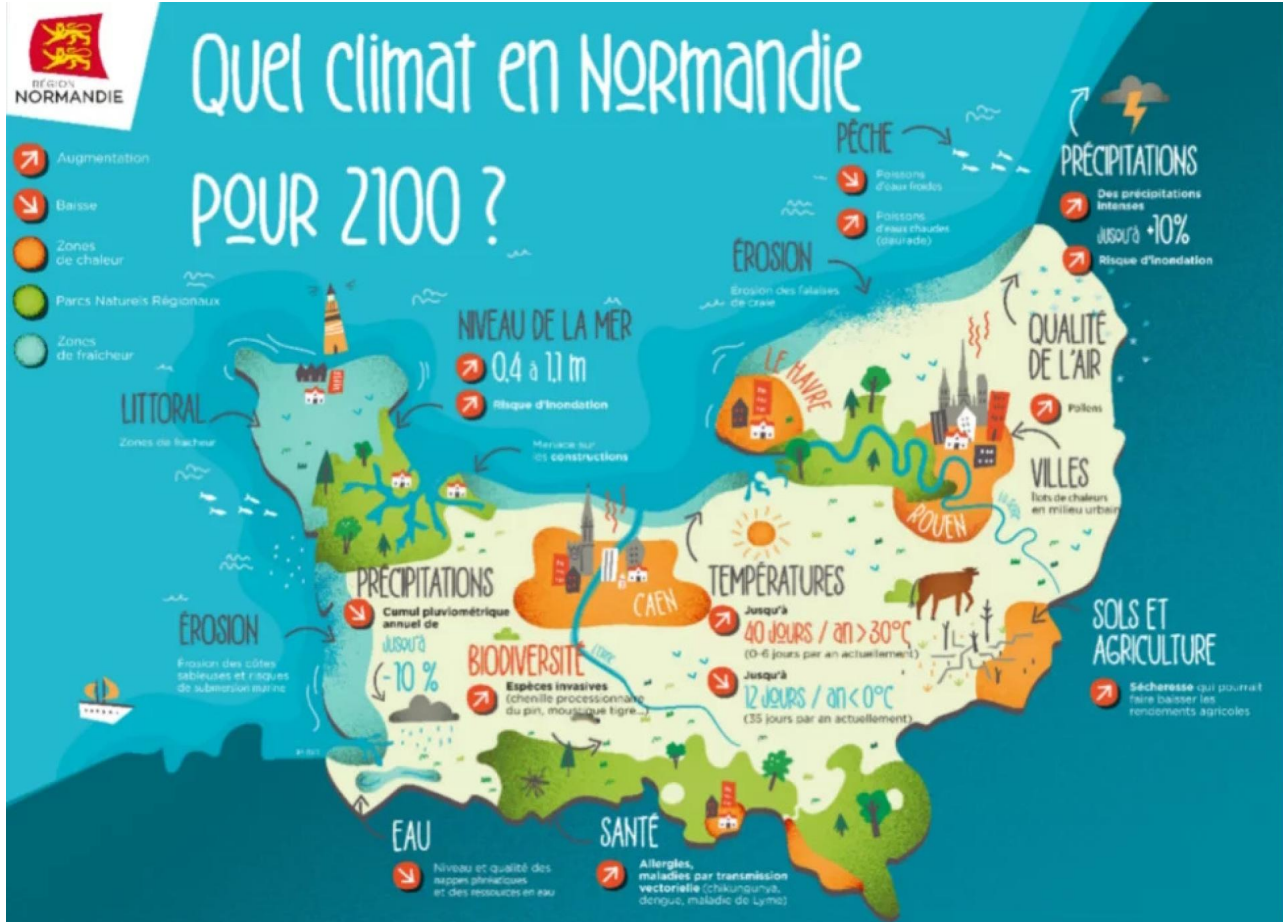 RÉGION
NORMANDIE
Quel climat en Normandie
pour 2100 ?
Augmentation
Baisse
Zones
de chaleur
Parcs Naturels Régionaux
Zones
de fraîcheur
PÊCHE
Poissons
d'eaux froides
Poissons
d'eaux chaudes
(daurade)
PRÉCIPITATIONS
Des précipitations
intenses
jusqu'à +10%
Risque d'inondation
ÉROSION
Érosion des falaises
de craie
NIVEAU DE LA MER
0,4 à 1,1 m
Risque d'inondation
Menace sur
les constructions
LITTORAL
Zones de fraîcheur
LE HAVRE
QUALITÉ
DE L'AIR
Pollens
VILLES
Îlots de chaleurs
en milieu urbain
ROUEN
CAEN
PRÉCIPITATIONS
Cumul pluviométrique
annuel de
jusqu'à
-10 %
TEMPÉRATURES
Jusqu'à
40 jours / an > 30°C
(0-6 jours par an actuellement)
Jusqu'à
12 jours / an < 0°C
(35 jours par an actuellement)
ÉROSION
Érosion des côtes
sableuses et risques
de submersion marine
BIODIVERSITÉ
Espèces invasives
(chenille processionnaire
du pin, moustique tigre...)
SOLS ET
AGRICULTURE
Sécheresse qui pourrait
faire baisser les
rendements agricoles
EAU
Niveau et qualité des
nappes phréatiques
et des ressources en eau
SANTÉ
Allergies,
maladies par transmission
vectorielle (chikungunya,
dengue, maladie de Lyme)